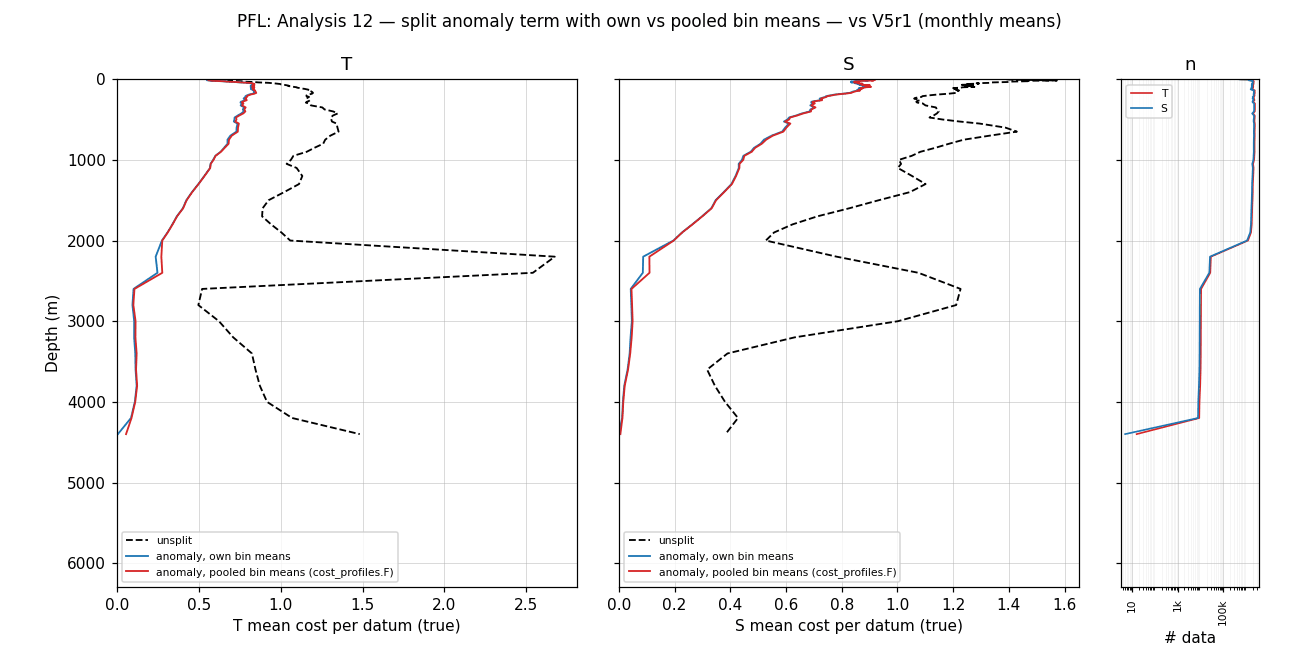 PFL: Analysis 12 — split anomaly term with own vs pooled bin means — vs V5r1 (monthly means)
T
S
n
0
1000
2000
3000
4000
5000
6000
Depth (m)
T
S
unsplit
anomaly, own bin means
anomaly, pooled bin means (cost_profiles.F)
unsplit
anomaly, own bin means
anomaly, pooled bin means (cost_profiles.F)
0.0 0.5 1.0 1.5 2.0 2.5
0.0 0.2 0.4 0.6 0.8 1.0 1.2 1.4 1.6
10 1k 100k
T mean cost per datum (true)
S mean cost per datum (true)
# data